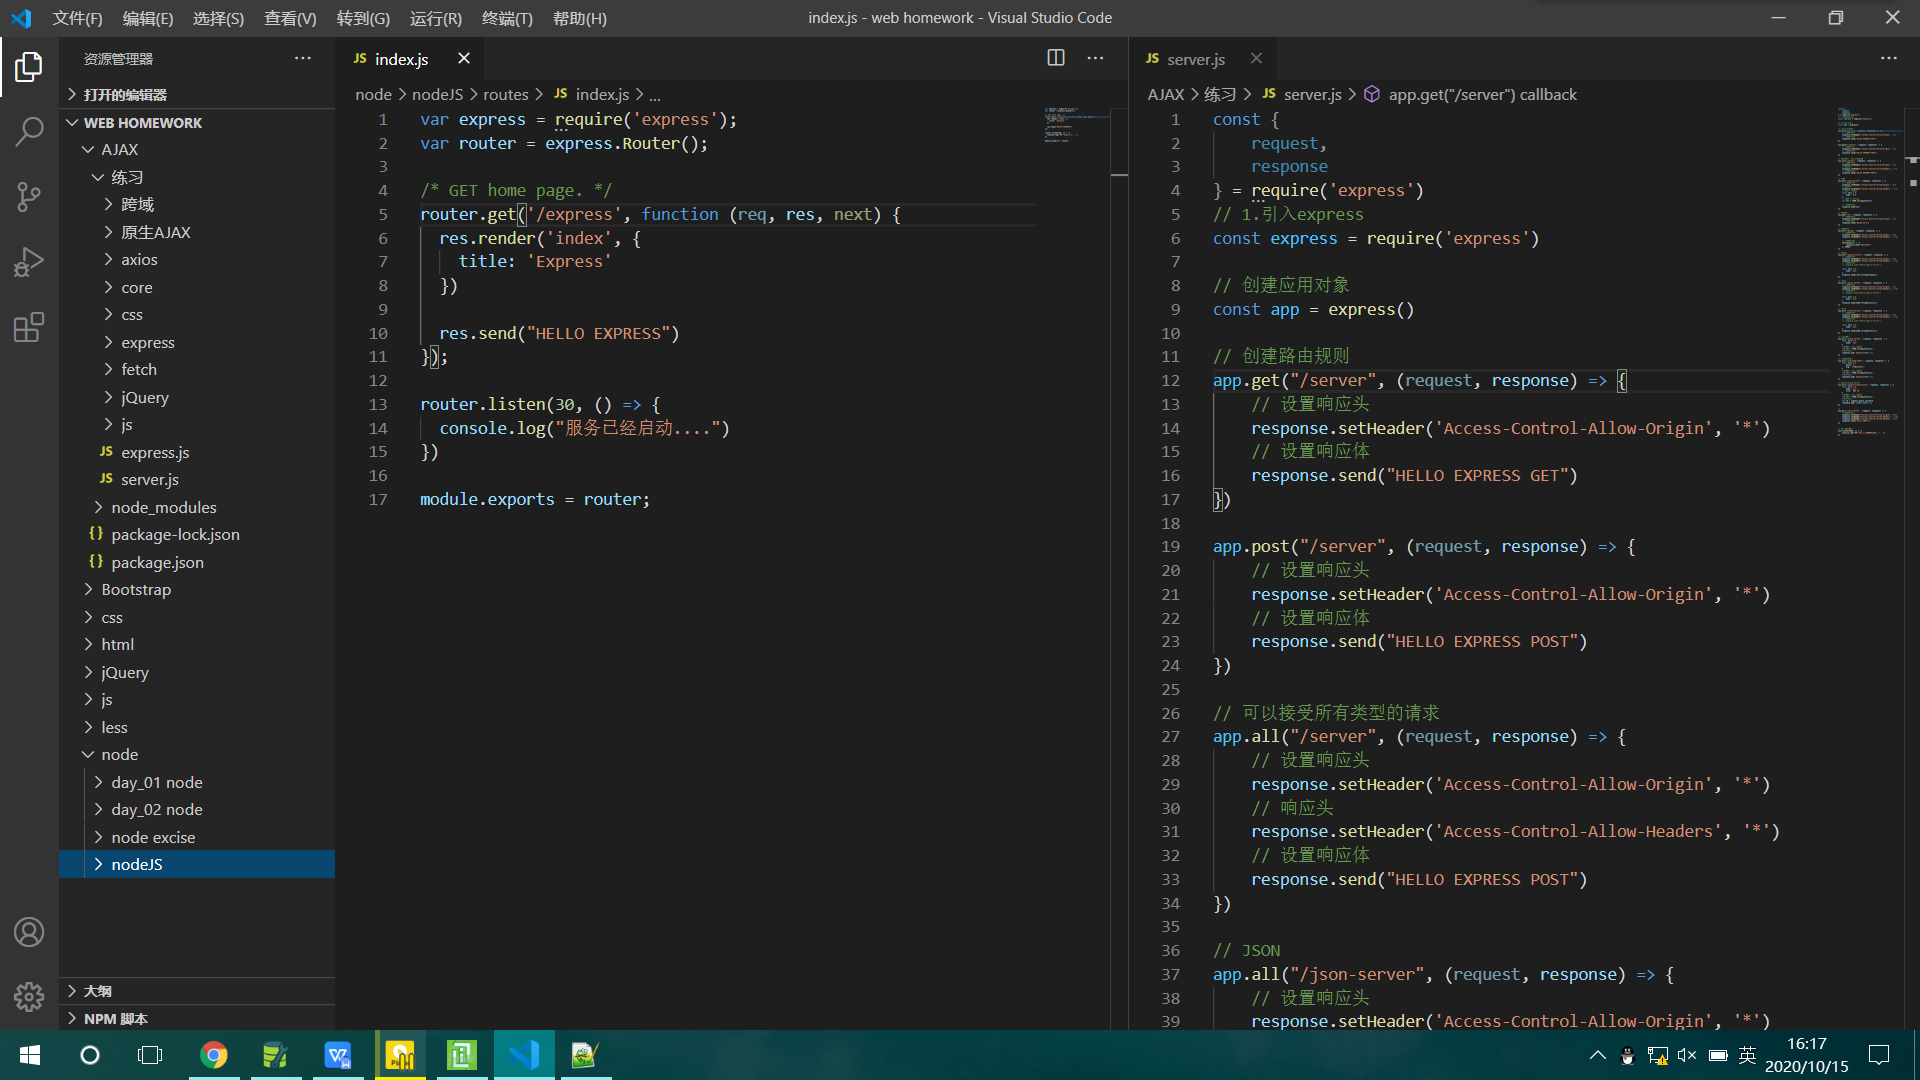 文件(F) 编辑(E) 选择(S) 查看(V) 转到(G) 运行(R) 终端(T) 帮助(H) index.js - web homework - Visual Studio Code
资源管理器
打开的编辑器
WEB HOMEWORK
AJAX
练习
跨域
原生AJAX
axios
core
css
express
fetch
jQuery
js
JS express.js
JS server.js
node_modules
{} package-lock.json
{} package.json
Bootstrap
css
html
jQuery
js
less
node
day_01 node
day_02 node
node excise
nodeJS
大纲
NPM 脚本
JS index.js
node > nodeJS > routes > JS index.js > ...
1 var express = require('express');
2 var router = express.Router();
3
4 /* GET home page. */
5 router.get('/express', function (req, res, next) {
6 res.render('index', {
7 title: 'Express'
8 })
9
10 res.send("HELLO EXPRESS")
11 });
12
13 router.listen(30, () => {
14 console.log("服务已经启动....")
15 })
16
17 module.exports = router;
JS server.js
AJAX > 练习 > JS server.js > app.get("/server") callback
1 const {
2 request,
3 response
4 } = require('express')
5 // 1.引入express
6 const express = require('express')
7
8 // 创建应用对象
9 const app = express()
10
11 // 创建路由规则
12 app.get("/server", (request, response) => {
13 // 设置响应头
14 response.setHeader('Access-Control-Allow-Origin', '*')
15 // 设置响应体
16 response.send("HELLO EXPRESS GET")
17 })
18
19 app.post("/server", (request, response) => {
20 // 设置响应头
21 response.setHeader('Access-Control-Allow-Origin', '*')
22 // 设置响应体
23 response.send("HELLO EXPRESS POST")
24 })
25
26 // 可以接受所有类型的请求
27 app.all("/server", (request, response) => {
28 // 设置响应头
29 response.setHeader('Access-Control-Allow-Origin', '*')
30 // 响应头
31 response.setHeader('Access-Control-Allow-Headers', '*')
32 // 设置响应体
33 response.send("HELLO EXPRESS POST")
34 })
35
36 // JSON
37 app.all("/json-server", (request, response) => {
38 // 设置响应头
39 response.setHeader('Access-Control-Allow-Origin', '*')
英
16:17
2020/10/15